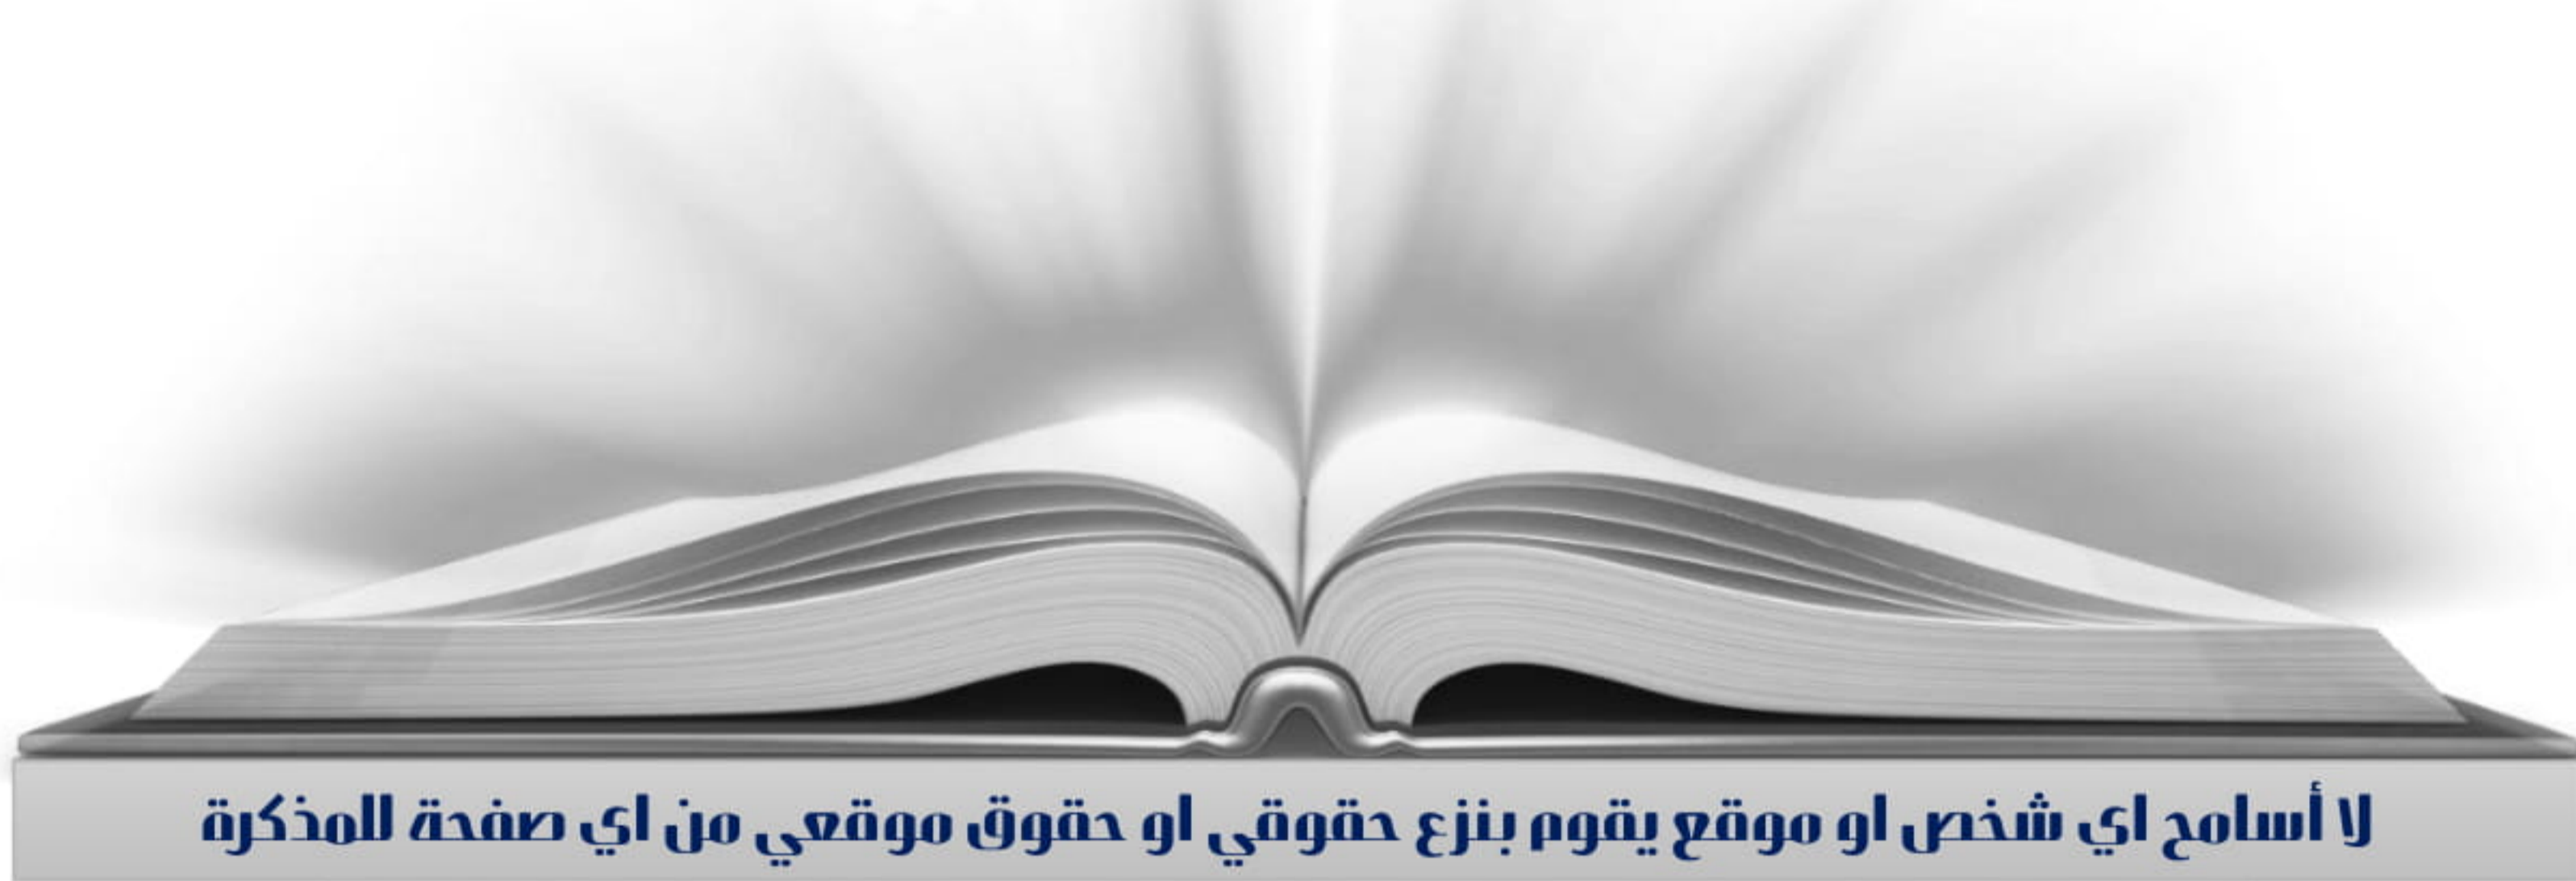 لا أسامح اي شخص او موقع يقوم بنزع حقوقي او حقوق موقعي من اي صفحة للمذكرة